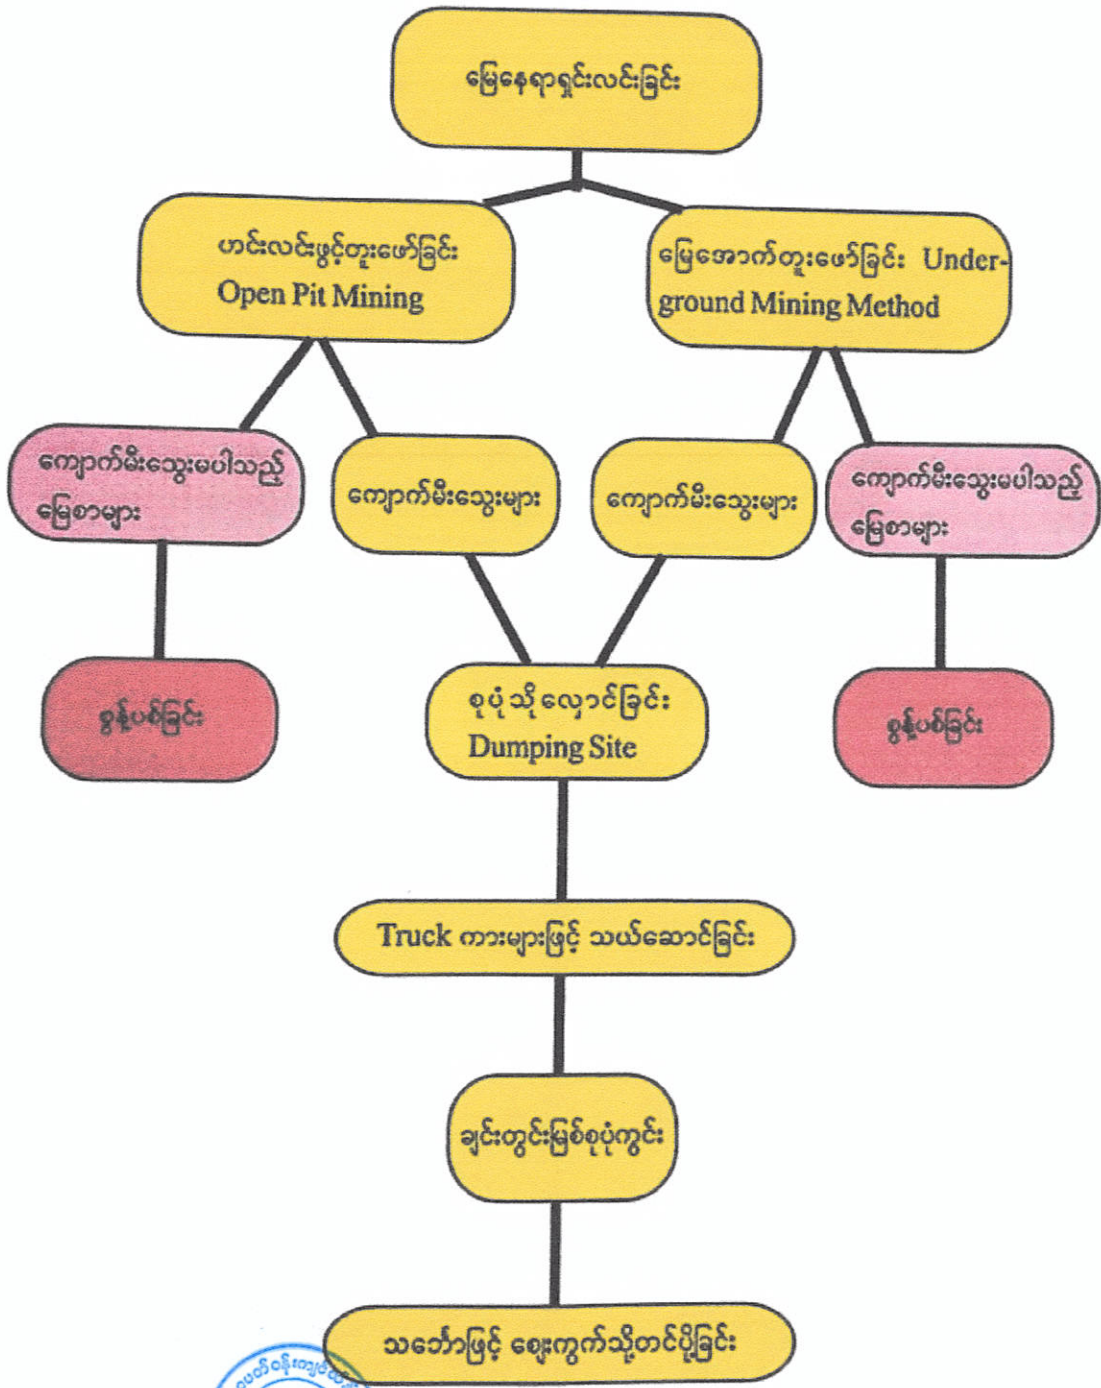 မြေနေရာရှင်းလင်းခြင်း
ဟင်းလင်းဖွင့်တူးဖော်ခြင်း
Open Pit Mining
မြေအောက်တူးဖော်ခြင်း Under-
ground Mining Method
ကျောက်မီးသွေးမပါသည့်
မြေစာများ
ကျောက်မီးသွေးများ
ကျောက်မီးသွေးများ
ကျောက်မီးသွေးမပါသည့်
မြေစာများ
စွန့်ပစ်ခြင်း
စုပုံသို့လှောင်ခြင်း
Dumping Site
စွန့်ပစ်ခြင်း
Truck ကားများဖြင့် သယ်ဆောင်ခြင်း
ချင်းတွင်းမြစ်စုပုံကွင်း
သင်္ဘောဖြင့် ဈေးကွက်သို့တင်ပို့ခြင်း